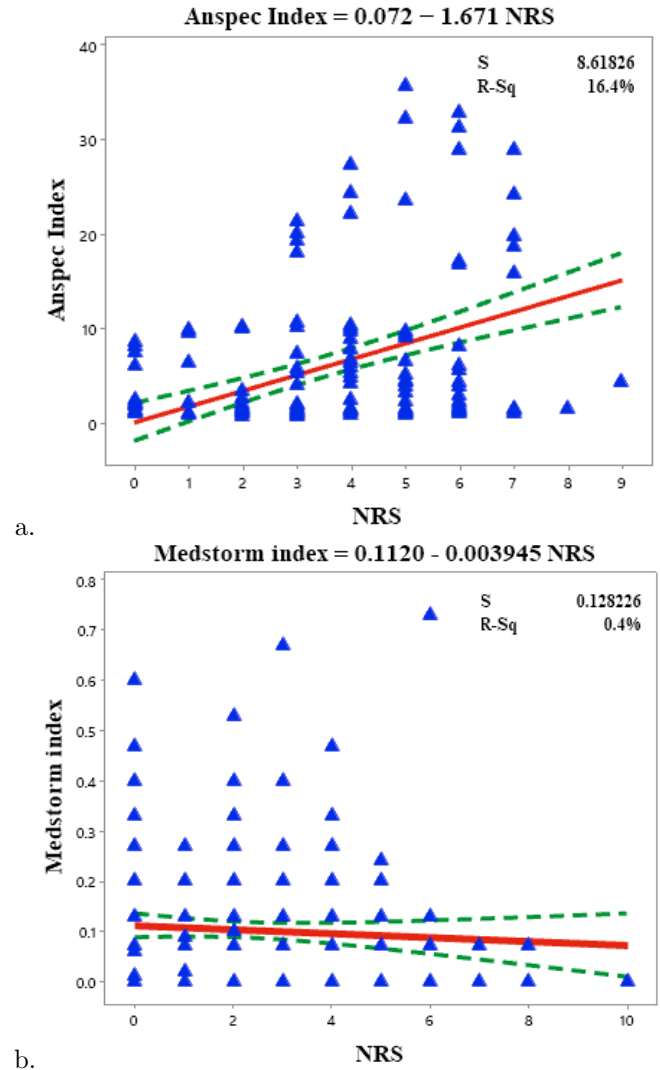 Anspec Index = 0.072 – 1.671 NRS
S 8.61826
R-Sq 16.4%
40
30
20
10
0
Anspec Index
0 1 2 3 4 5 6 7 8 9
NRS
a.
Medstorm index = 0.1120 - 0.003945 NRS
S 0.128226
R-Sq 0.4%
0.8
0.7
0.6
0.5
0.4
0.3
0.2
0.1
0.0
Medstorm index
0 2 4 6 8 10
NRS
b.